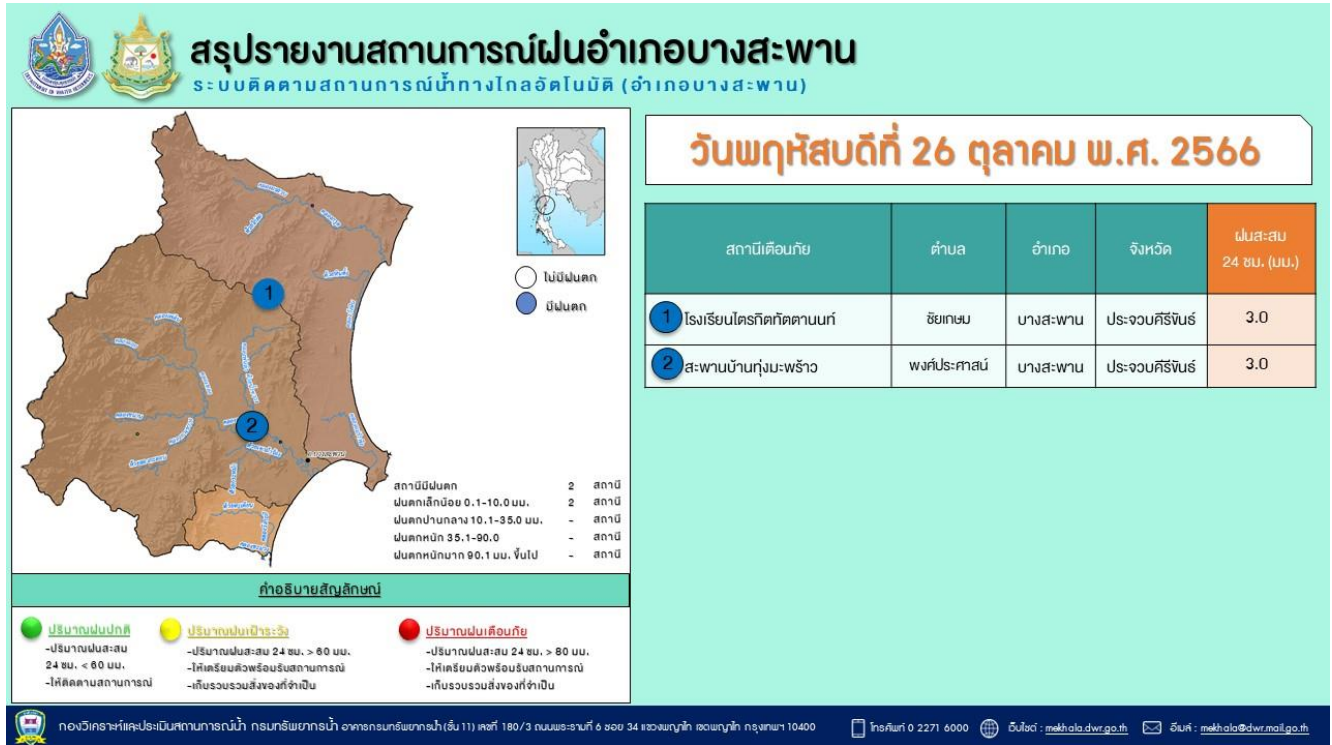 สรุปรายงานสถานการณ์ฝนอำเภอบางสะพาน
ระบบติดตามสถานการณ์น้ำทางไกลอัตโนมัติ (อำเภอบางสะพาน)
วันพฤหัสบดีที่ 26 ตุลาคม พ.ศ. 2566
ไม่มีฝนตก
มีฝนตก
1
2
สถานีมีฝนตก 2 สถานี
ฝนตกเล็กน้อย 0.1-10.0 มม. 2 สถานี
ฝนตกปานกลาง 10.1-35.0 มม. - สถานี
ฝนตกหนัก 35.1-90.0 - สถานี
ฝนตกหนักมาก 90.1 มม. ขึ้นไป - สถานี
สถานีเตือนภัย ตำบล อำเภอ จังหวัด ฝนสะสม
24 ชม. (มม.)
1 โรงเรียนไตรกิตทัตตานนท์ ชัยเกษม บางสะพาน ประจวบคีรีขันธ์ 3.0
2 สะพานบ้านทุ่งมะพร้าว พงศ์ประศาสน์ บางสะพาน ประจวบคีรีขันธ์ 3.0
คำอธิบายสัญลักษณ์
ปริมาณฝนปกติ
-ปริมาณฝนสะสม
24 ชม. < 60 มม.
-ให้ติดตามสถานการณ์
ปริมาณฝนเฝ้าระวัง
-ปริมาณฝนสะสม 24 ชม. > 60 มม.
-ให้เตรียมตัวพร้อมรับสถานการณ์
-เก็บรวบรวมสิ่งของที่จำเป็น
ปริมาณฝนเตือนภัย
-ปริมาณฝนสะสม 24 ชม. > 80 มม.
-ให้เตรียมตัวพร้อมรับสถานการณ์
-เก็บรวบรวมสิ่งของที่จำเป็น
กองวิเคราะห์และประเมินสถานการณ์น้ำ กรมทรัพยากรน้ำ อาคารกรมทรัพยากรน้ำ (ชั้น 11) เลขที่ 180/3 ถนนพระรามที่ 6 ซอย 34 แขวงพญาไท เขตพญาไท กรุงเทพฯ 10400 โทรศัพท์ 0 2271 6000 เว็บไซต์ : mekhala.dwr.go.th อีเมล์ : mekhala@dwr.mail.go.th